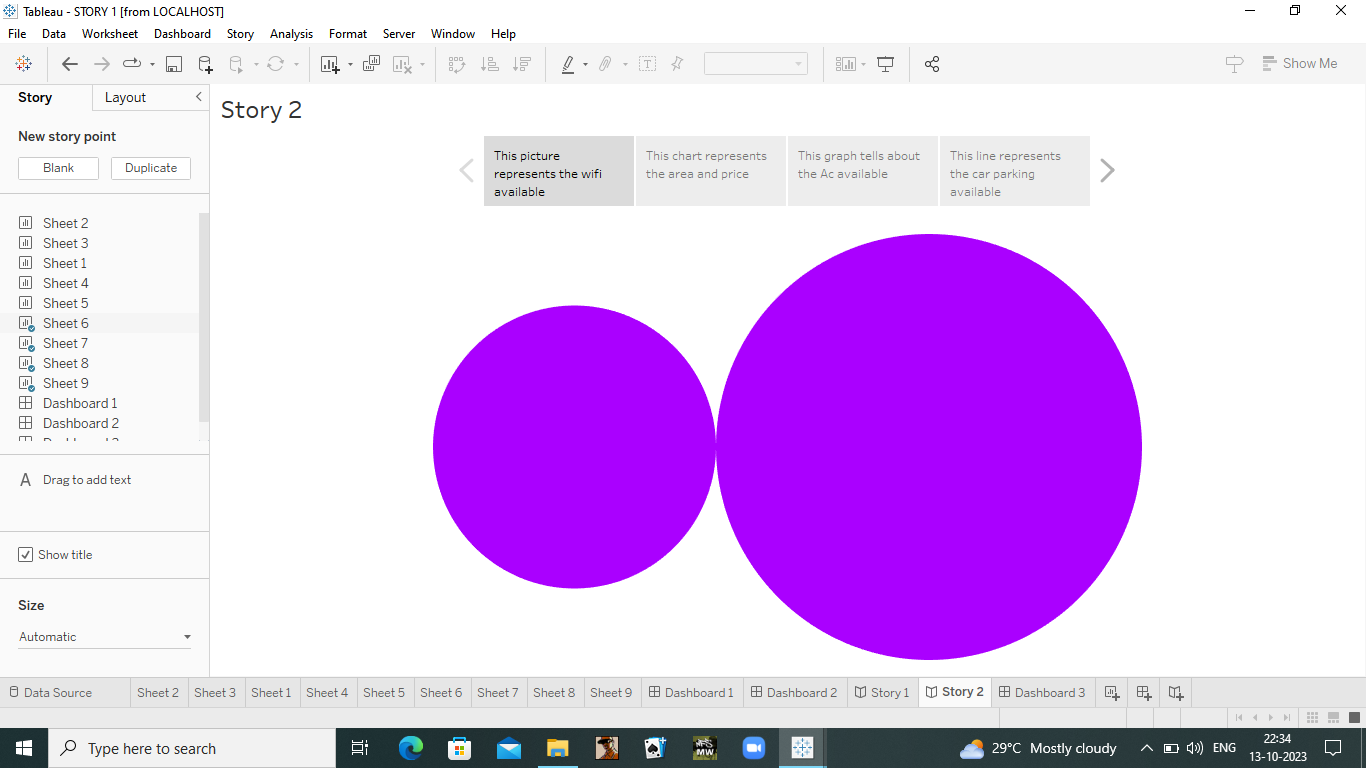 Tableau - STORY 1 [from LOCALHOST]
File Data Worksheet Dashboard Story Analysis Format Server Window Help
Show Me
Story Layout
New story point
Blank Duplicate
Sheet 2
Sheet 3
Sheet 1
Sheet 4
Sheet 5
Sheet 6
Sheet 7
Sheet 8
Sheet 9
Dashboard 1
Dashboard 2
A Drag to add text
Show title
Size
Automatic
Story 2
This picture
represents the wifi
available
This chart represents
the area and price
This graph tells about
the Ac available
This line represents
the car parking
available
Data Source Sheet 2 Sheet 3 Sheet 1 Sheet 4 Sheet 5 Sheet 6 Sheet 7 Sheet 8 Sheet 9 Dashboard 1 Dashboard 2 Story 1 Story 2 Dashboard 3
Type here to search
MW
29°C Mostly cloudy
ENG
22:34
13-10-2023